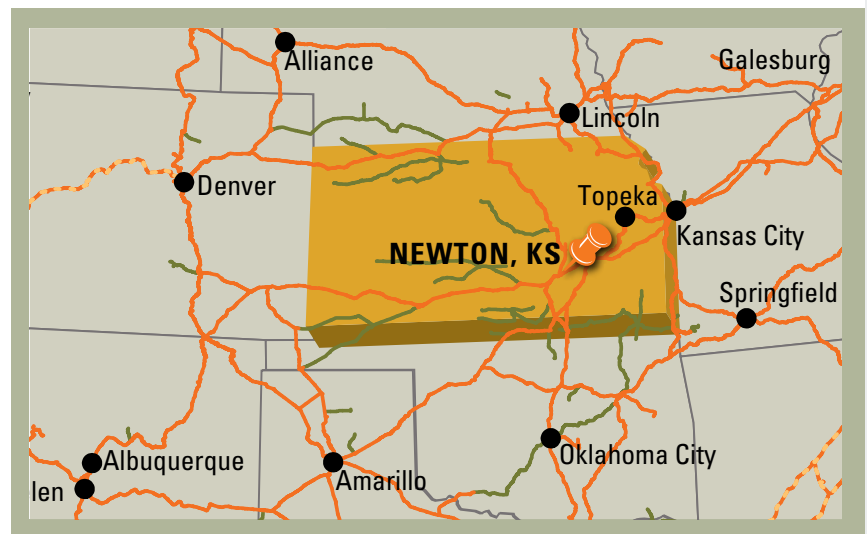 Alliance
Galesburg
Lincoln
Denver
Topeka
Kansas City
NEWTON, KS
Springfield
Oklahoma City
Albuquerque
Amarillo
len